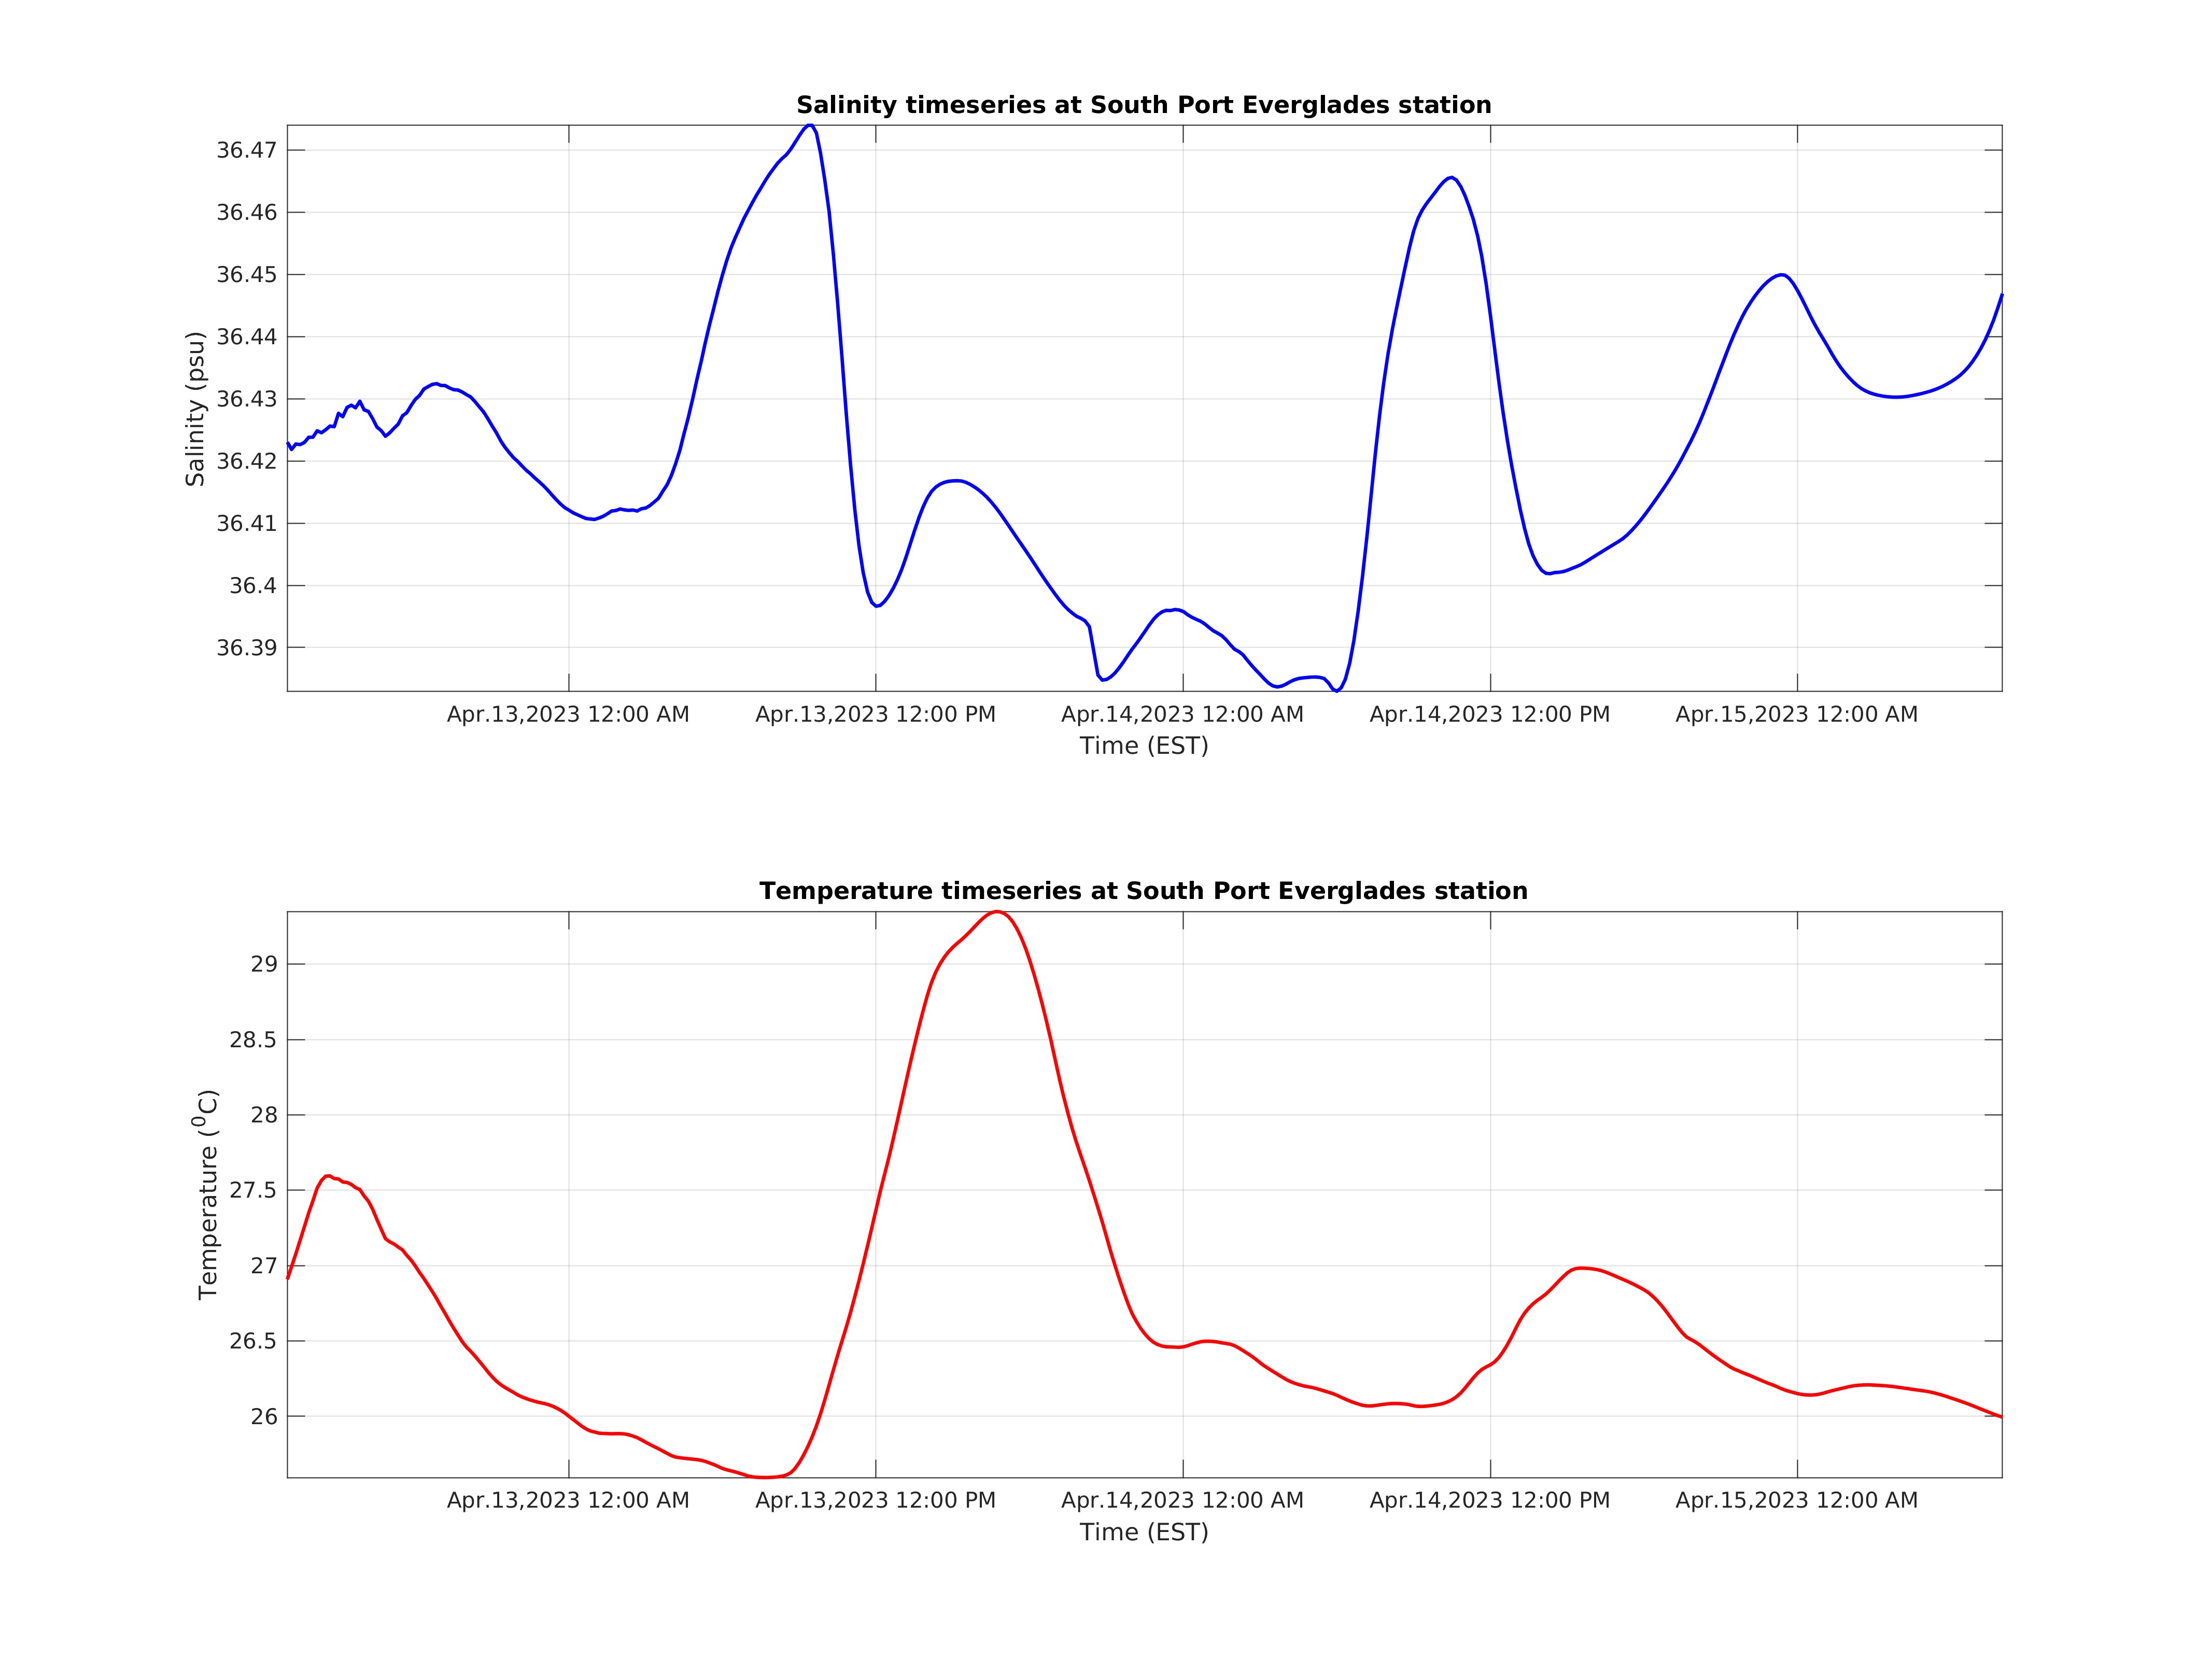 Salinity timeseries at South Port Everglades station
Salinity (psu)
36.47
36.46
36.45
36.44
36.43
36.42
36.41
36.4
36.39
Apr.13,2023 12:00 AM Apr.13,2023 12:00 PM Apr.14,2023 12:00 AM Apr.14,2023 12:00 PM Apr.15,2023 12:00 AM
Time (EST)
Temperature timeseries at South Port Everglades station
Temperature (⁰C)
29
28.5
28
27.5
27
26.5
26
Apr.13,2023 12:00 AM Apr.13,2023 12:00 PM Apr.14,2023 12:00 AM Apr.14,2023 12:00 PM Apr.15,2023 12:00 AM
Time (EST)